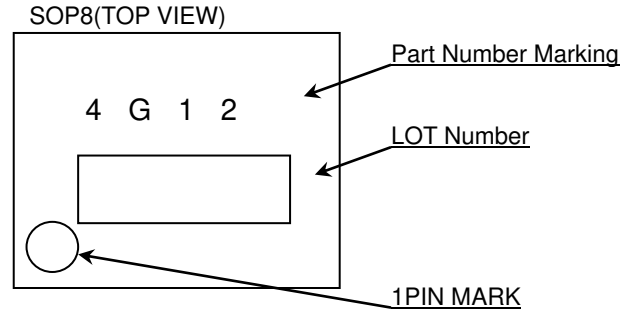 SOP8(TOP VIEW)
Part Number Marking
4 G 1 2
LOT Number
1PIN MARK